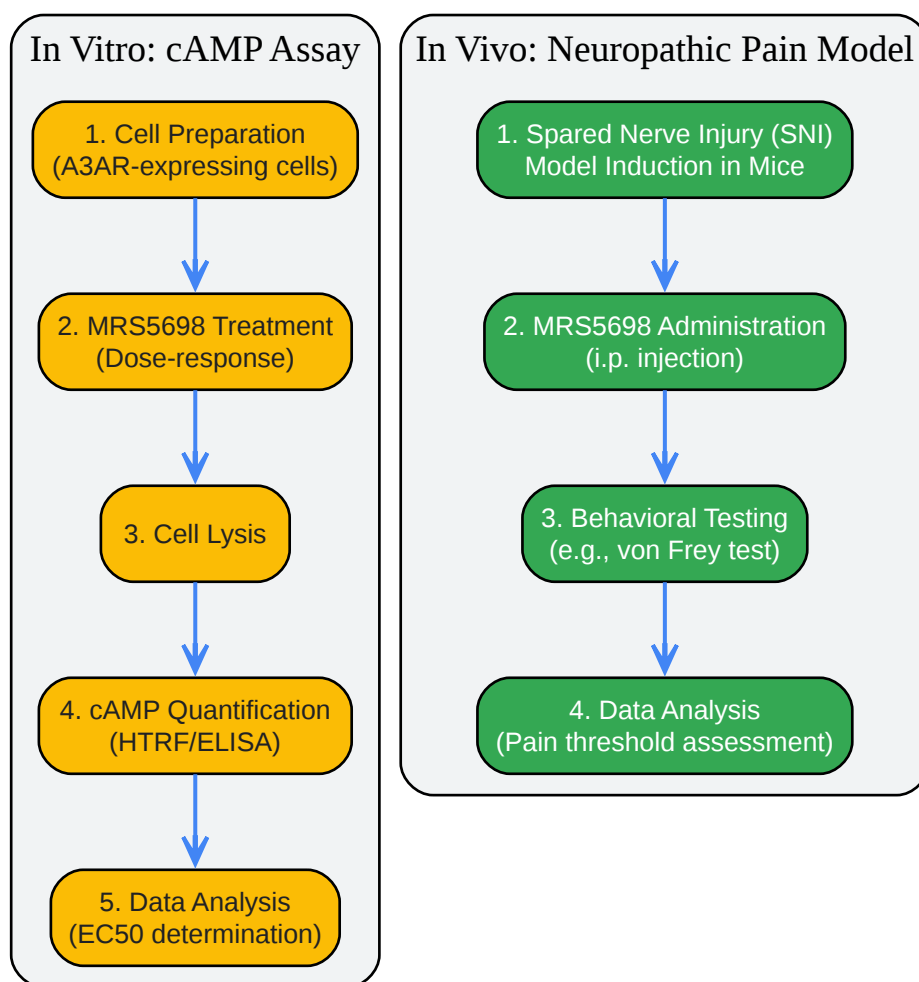 In Vitro: cAMP Assay
1. Cell Preparation
(A3AR-expressing cells)
2. MRS5698 Treatment
(Dose-response)
3. Cell Lysis
4. cAMP Quantification
(HTRF/ELISA)
5. Data Analysis
(EC50 determination)
In Vivo: Neuropathic Pain Model
1. Spared Nerve Injury (SNI)
Model Induction in Mice
2. MRS5698 Administration
(i.p. injection)
3. Behavioral Testing
(e.g., von Frey test)
4. Data Analysis
(Pain threshold assessment)